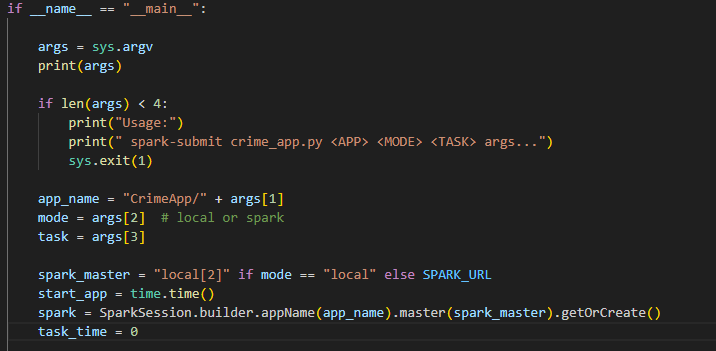 if __name__ == "__main__":
args = sys.argv
print(args)
if len(args) < 4:
print("Usage:")
print(" spark-submit crime_app.py <APP> <MODE> <TASK> args...")
sys.exit(1)
app_name = "CrimeApp/" + args[1]
mode = args[2]  # local or spark
task = args[3]
spark_master = "local[2]" if mode == "local" else SPARK_URL
start_app = time.time()
spark = SparkSession.builder.appName(app_name).master(spark_master).getOrCreate()
task_time = 0